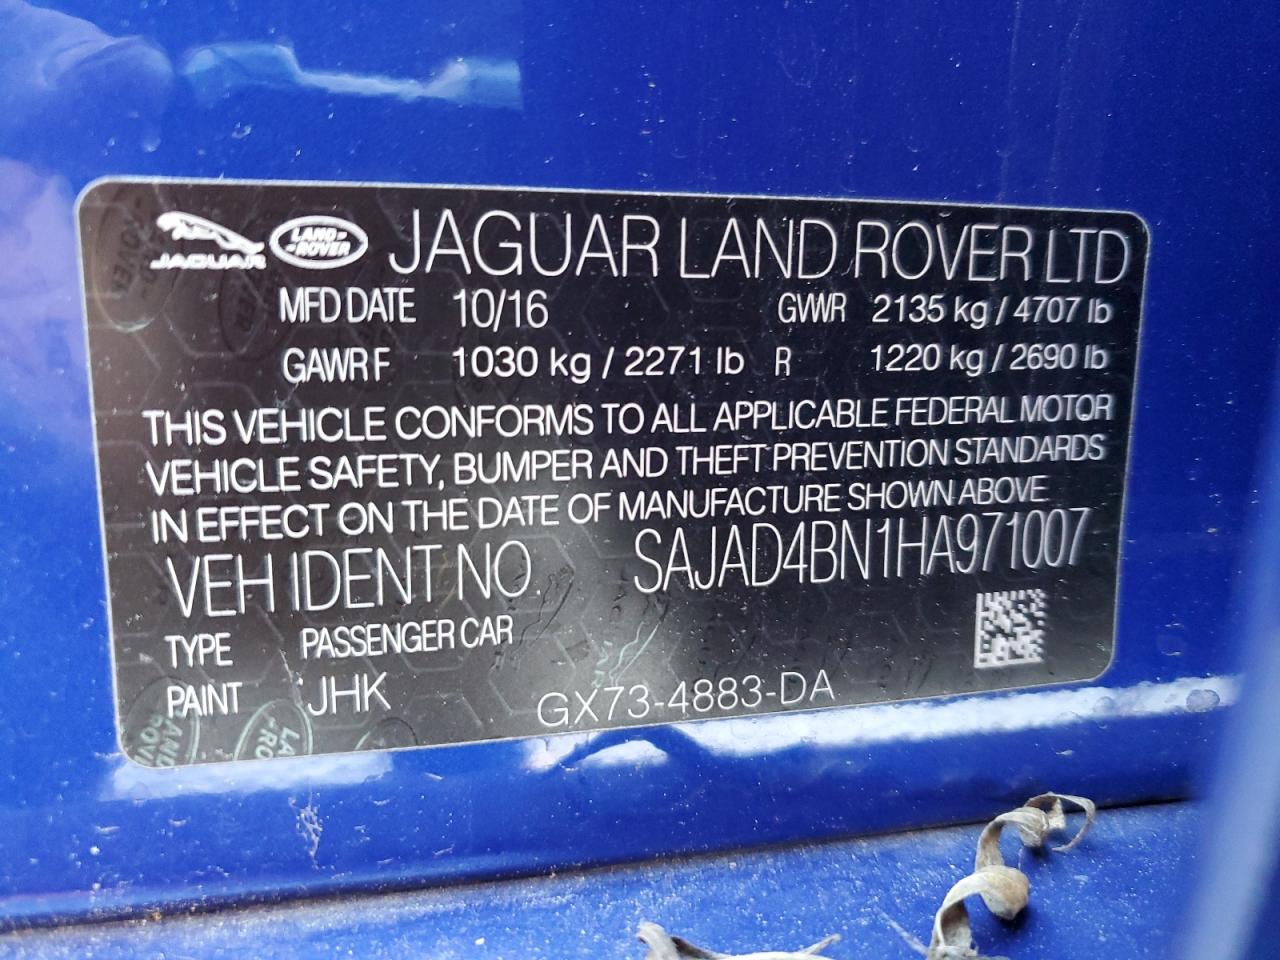 JAGUAR LAND-ROVER JAGUAR LAND ROVER LTD
MFD DATE 10/16 GWWR 2135 kg / 4707 lb
GAWR F 1030 kg / 2271 lb R 1220 kg / 2690 lb
THIS VEHICLE CONFORMS TO ALL APPLICABLE FEDERAL MOTOR
VEHICLE SAFETY, BUMPER AND THEFT PREVENTION STANDARDS
IN EFFECT ON THE DATE OF MANUFACTURE SHOWN ABOVE
VEH IDENT NO. SAJAD4BN1HA971007
TYPE PASSENGER CAR
PAINT JHK GX73-4883-DA